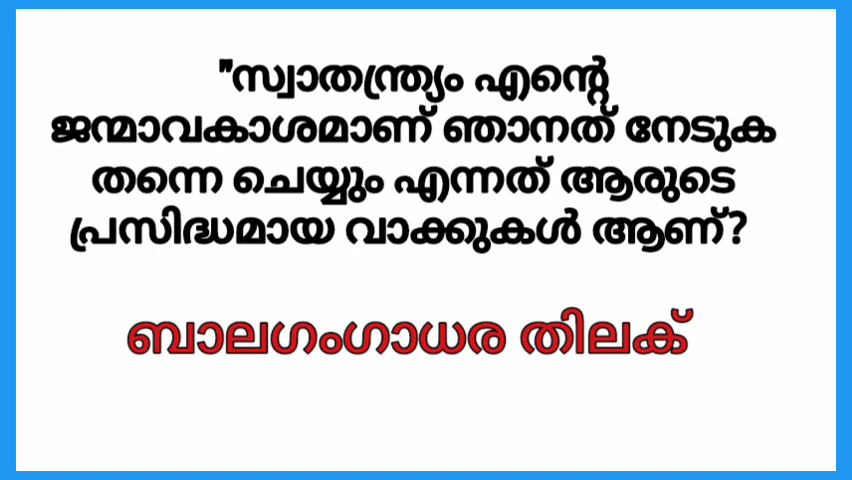 "സ്വാതന്ത്ര്യം എന്റെ
ജന്മാവകാശമാണ് ഞാനത് നേടുക
തന്നെ ചെയ്യും എന്നത് ആരുടെ
പ്രസിദ്ധമായ വാക്കുകൾ ആണ്?
ബാലഗംഗാധര തിലക്